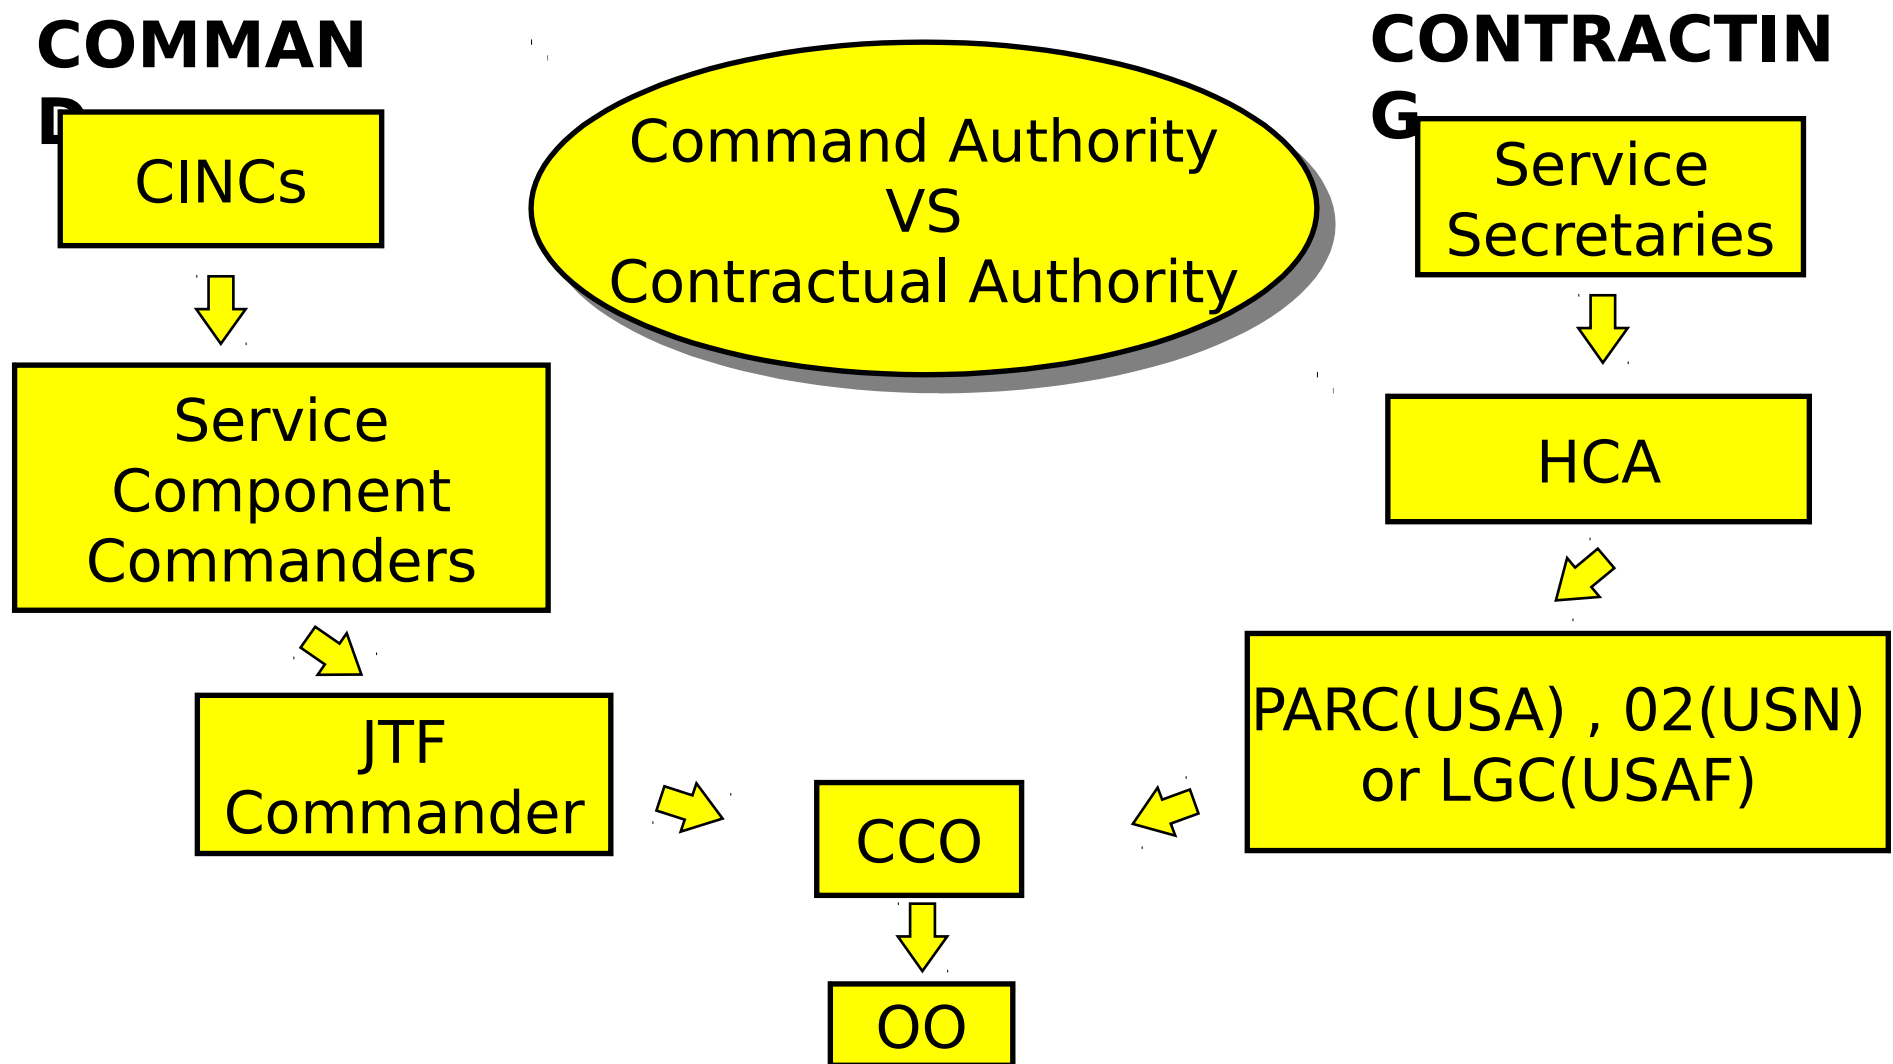 COMMAN
D
CINCs
Service
Component
Commanders
JTF
Commander
Command Authority
VS
Contractual Authority
CONTRACTIN
G
Service
Secretaries
HCA
PARC(USA) , 02(USN)
or LGC(USAF)
CCO
OO